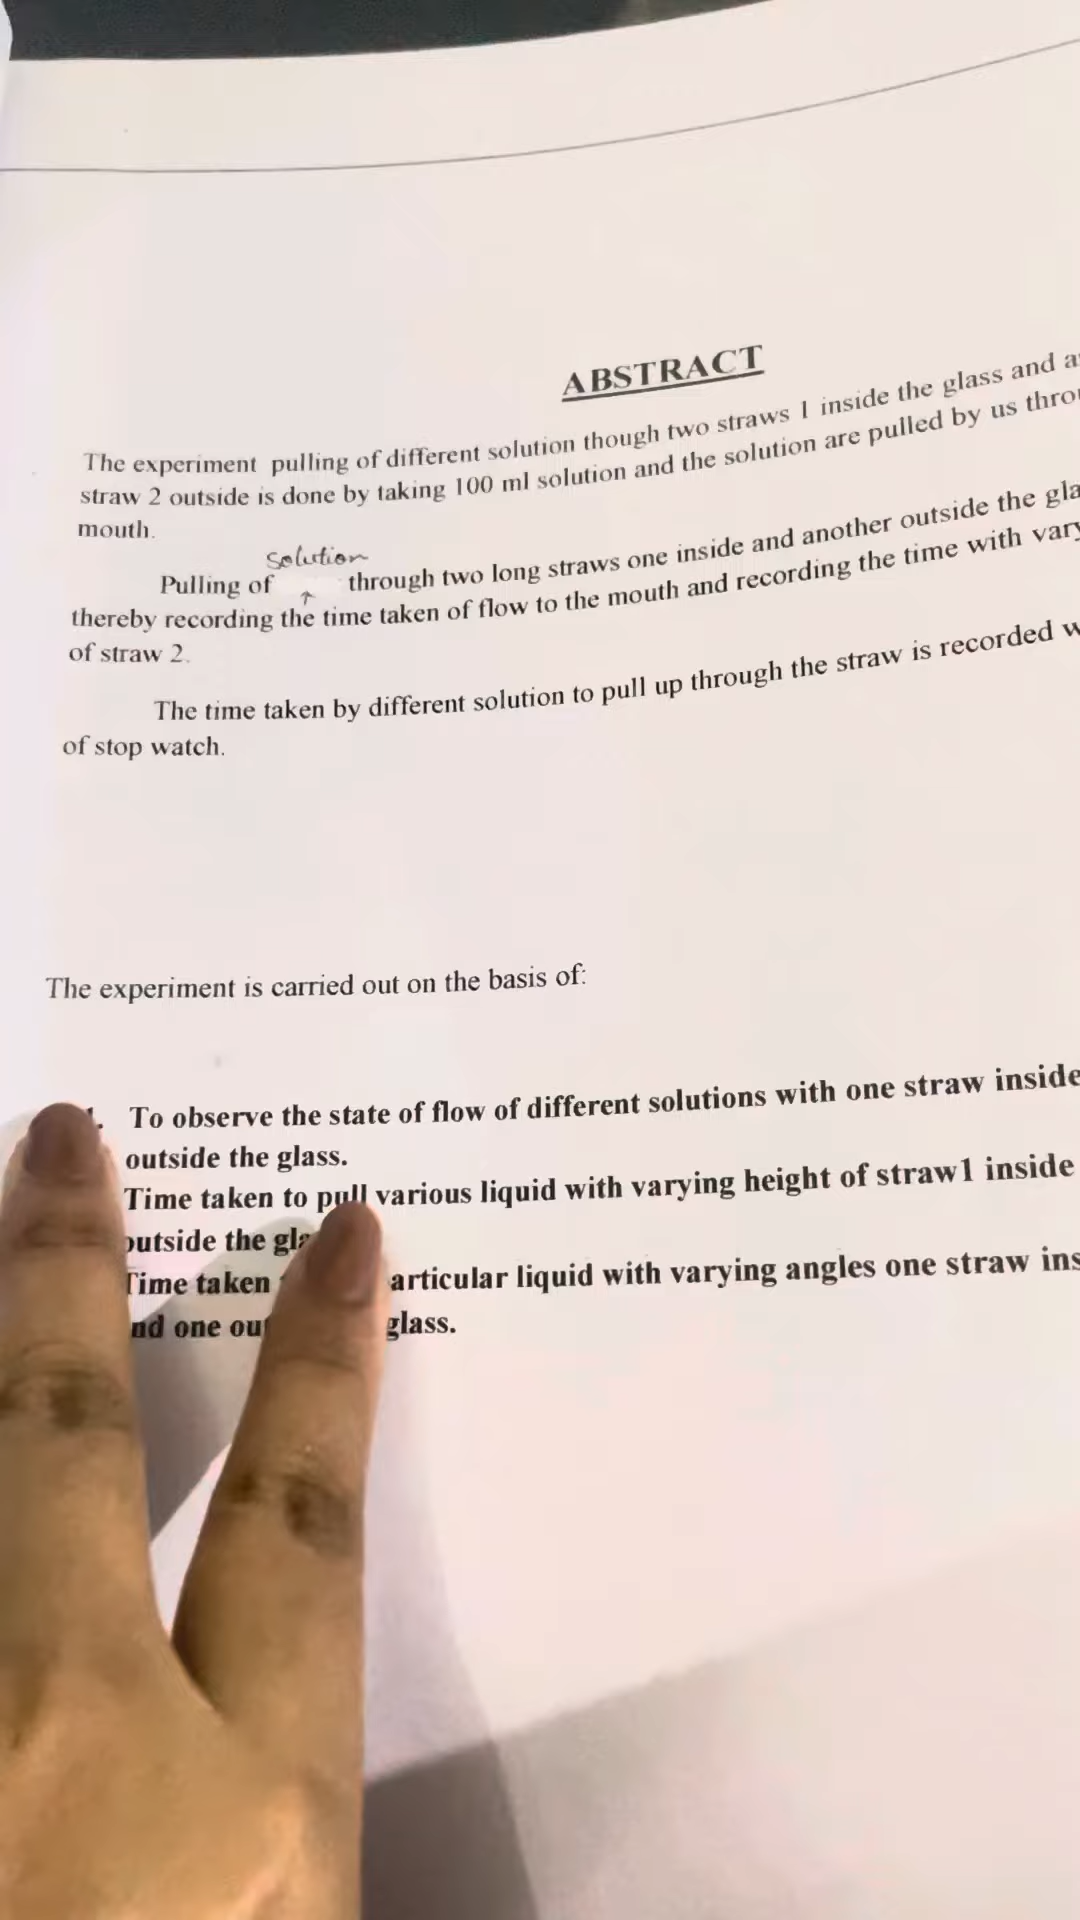 ABSTRACT
The experiment pulling of different solution though two straws 1 inside the glass and
straw 2 outside is done by taking 100 ml solution and the solution are pulled by us
mouth.
solution
Pulling of ↑ through two long straws one inside and another outside the
thereby recording the time taken of flow to the mouth and recording the time with
of straw 2.
The time taken by different solution to pull up through the straw is recorded
of stop watch.
The experiment is carried out on the basis of:
To observe the state of flow of different solutions with one straw inside
outside the glass.
Time taken to pull various liquid with varying height of straw1 inside
outside the
Time taken articular liquid with varying angles one straw
nd one glass.